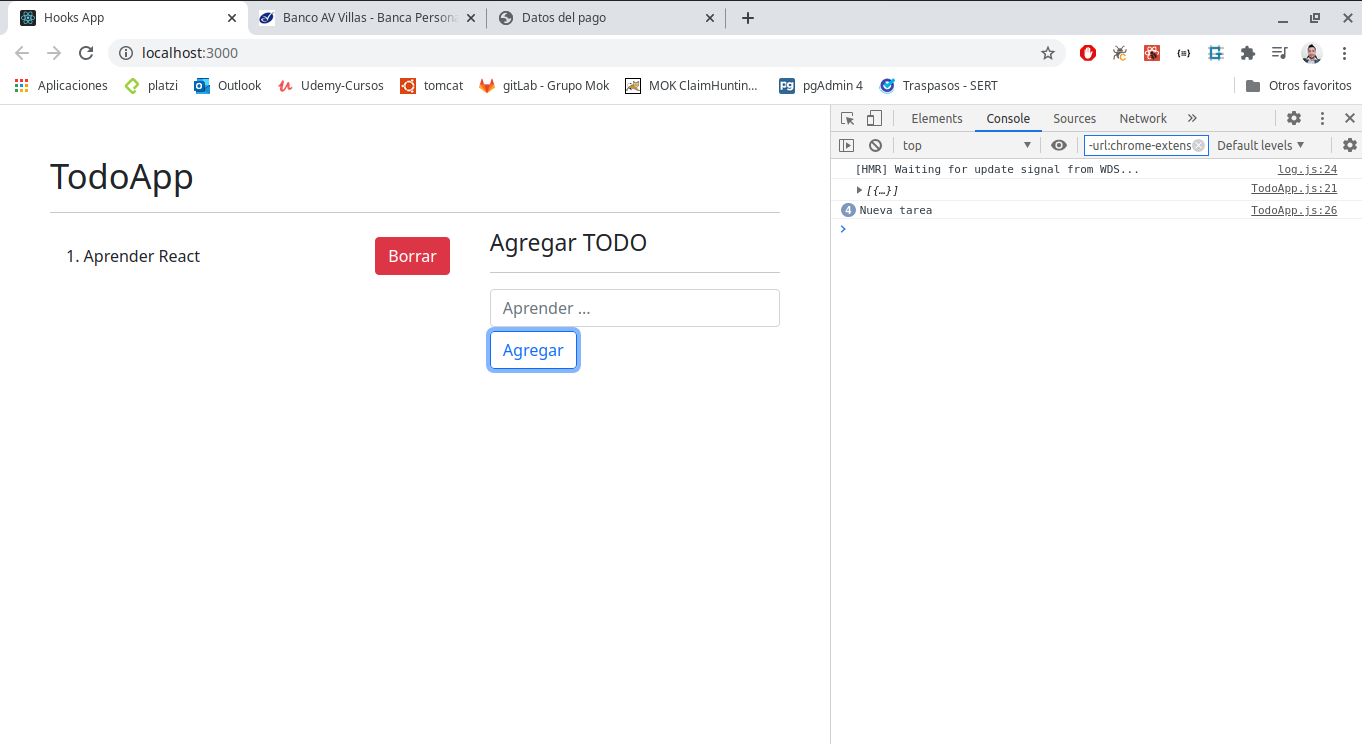 Hooks App
Banco AV Villas - Banca Persona
Datos del pago
localhost:3000
Aplicaciones
platzi
Outlook
Udemy-Cursos
tomcat
gitLab - Grupo Mok
MOK ClaimHuntin...
pgAdmin 4
Traspasos - SERT
Otros favoritos
TodoApp
1. Aprender React
Borrar
Agregar TODO
Aprender ...
Agregar
Elements
Console
Sources
Network
top
-url:chrome-extens
Default levels
[HMR] Waiting for update signal from WDS...
log.js:24
[{…}]
TodoApp.js:21
4 Nueva tarea
TodoApp.js:26